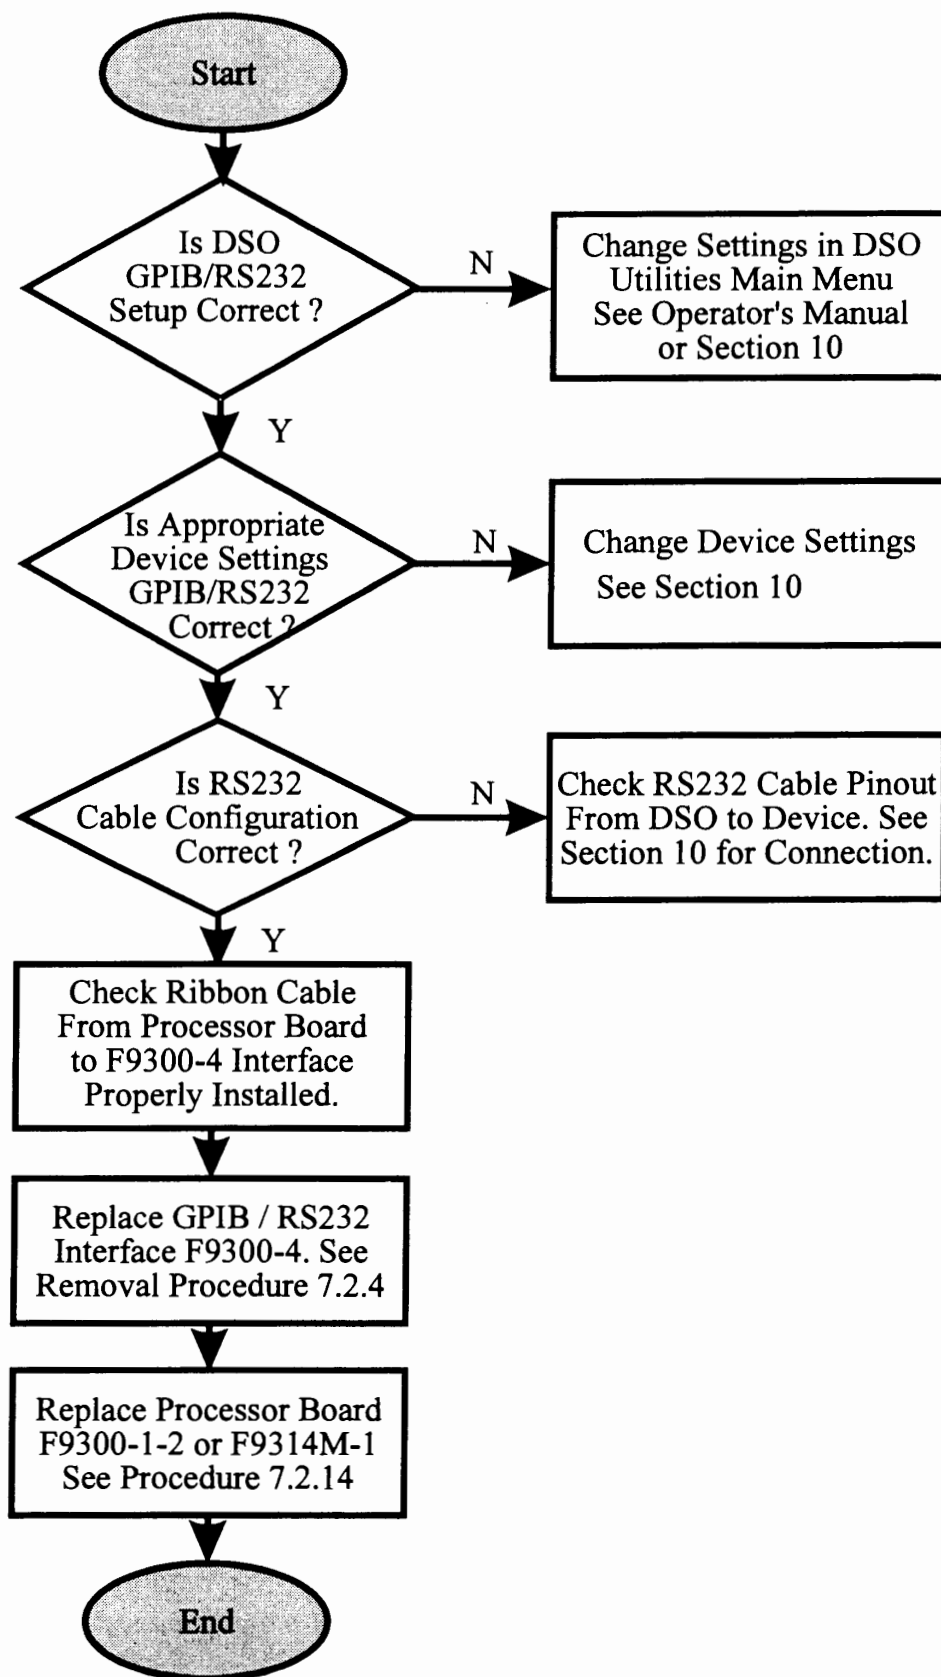 Start
Is DSO
GPIB/RS232
Setup Correct ?
N
Change Settings in DSO
Utilities Main Menu
See Operator's Manual
or Section 10
Y
Is Appropriate
Device Settings
GPIB/RS232
Correct ?
N
Change Device Settings
See Section 10
Y
Is RS232
Cable Configuration
Correct ?
N
Check RS232 Cable Pinout
From DSO to Device. See
Section 10 for Connection.
Y
Check Ribbon Cable
From Processor Board
to F9300-4 Interface
Properly Installed.
Replace GPIB / RS232
Interface F9300-4. See
Removal Procedure 7.2.4
Replace Processor Board
F9300-1-2 or F9314M-1
See Procedure 7.2.14
End